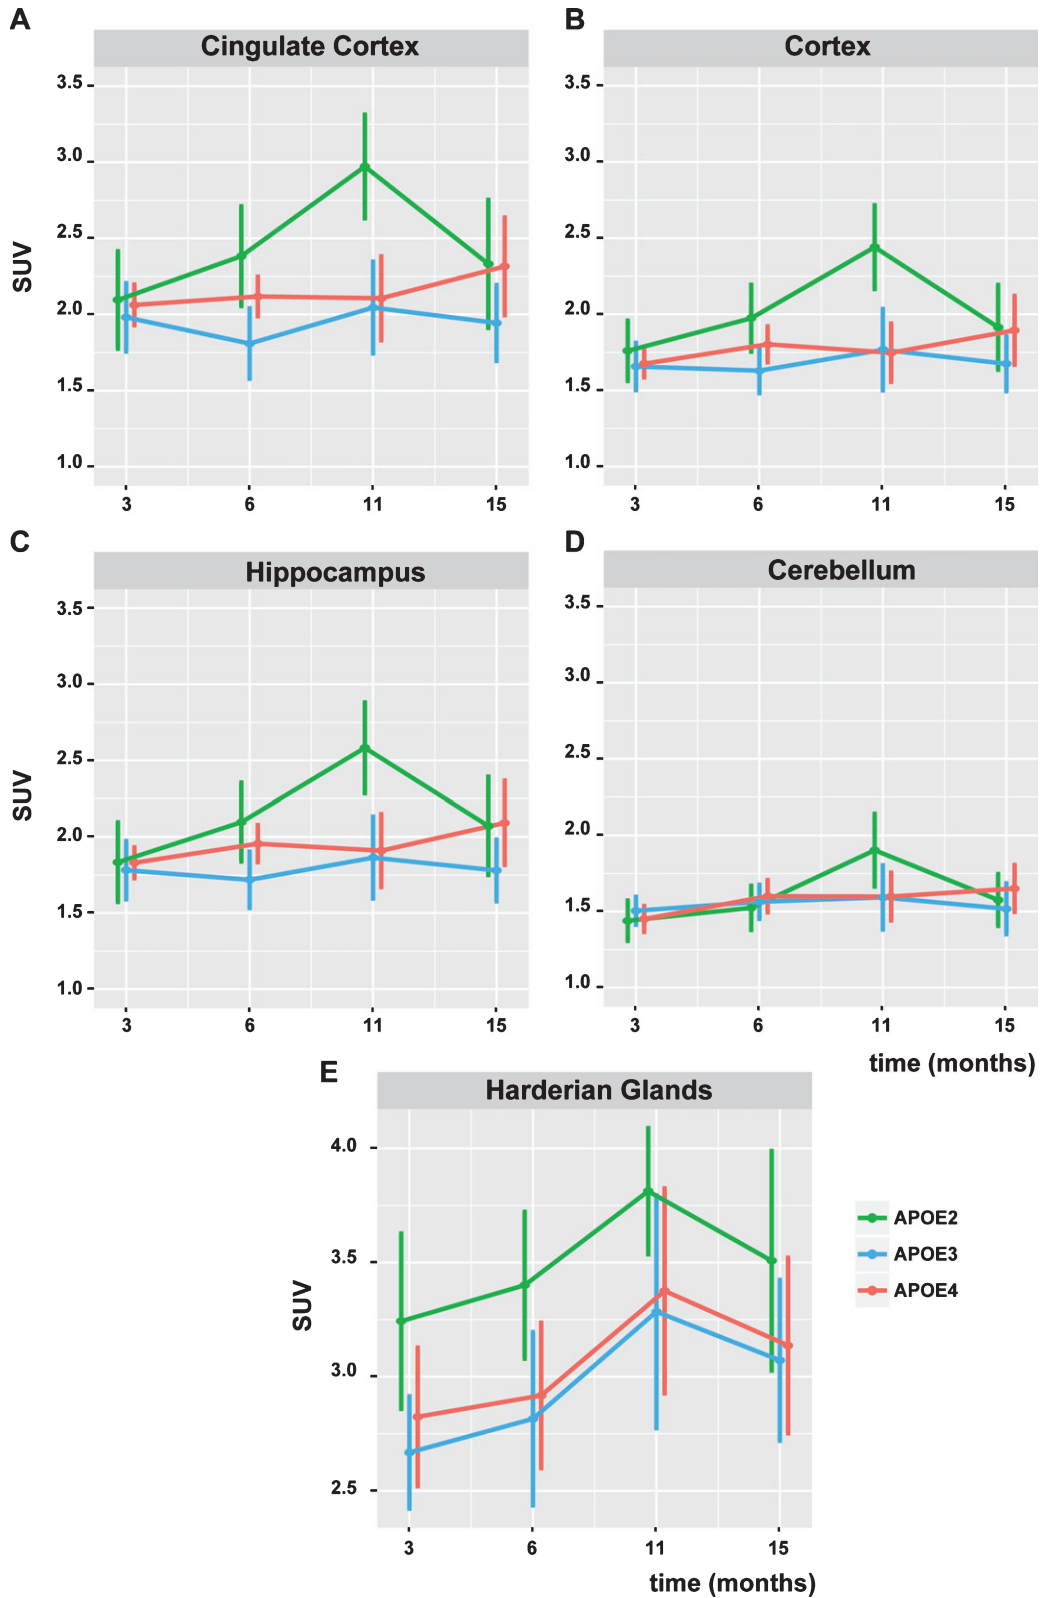 A
Cingulate Cortex
SUV
3.5
3.0
2.5
2.0
1.5
1.0
3 6 11 15
B
Cortex
3.5
3.0
2.5
2.0
1.5
1.0
3 6 11 15
C
Hippocampus
SUV
3.5
3.0
2.5
2.0
1.5
1.0
3 6 11 15
D
Cerebellum
3.5
3.0
2.5
2.0
1.5
1.0
3 6 11 15
time (months)
E
Harderian Glands
SUV
4.0
3.5
3.0
2.5
3 6 11 15
time (months)
APOE2
APOE3
APOE4